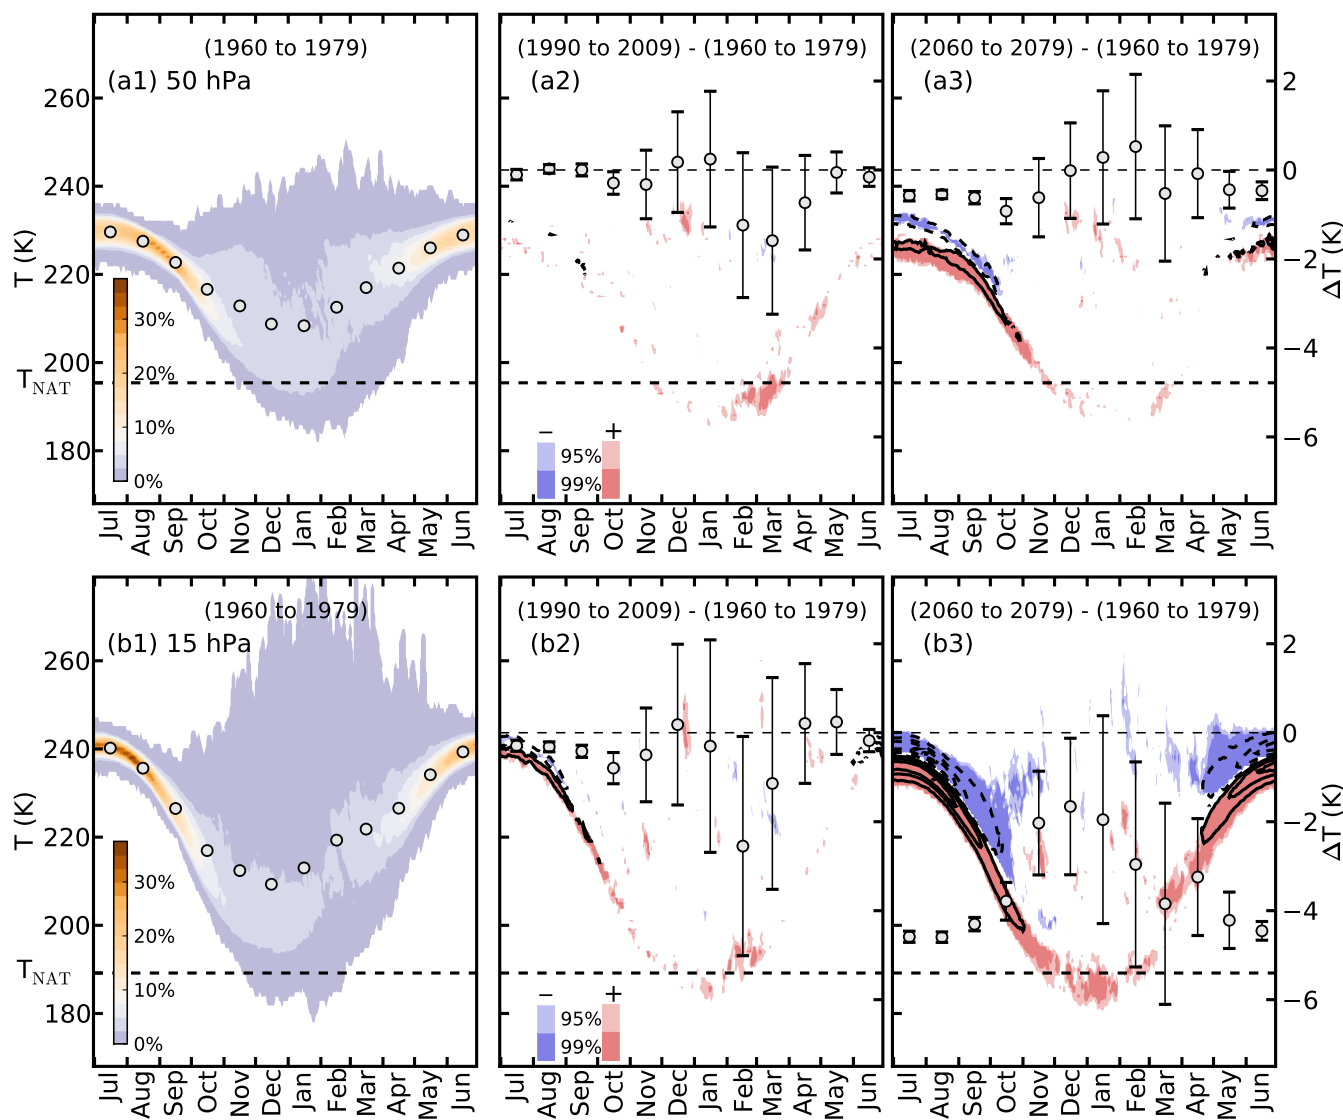 (1960 to 1979)
(1990 to 2009) - (1960 to 1979)
(2060 to 2079) - (1960 to 1979)
(a1) 50 hPa
(a2)
(a3)
260
240
220
200
T_NAT
180
T (K)
30%
20%
10%
0%
− +
95%
99%
2
0
−2
−4
−6
ΔT (K)
Jul Aug Sep Oct Nov Dec Jan Feb Mar Apr May Jun
Jul Aug Sep Oct Nov Dec Jan Feb Mar Apr May Jun
Jul Aug Sep Oct Nov Dec Jan Feb Mar Apr May Jun
(1960 to 1979)
(1990 to 2009) - (1960 to 1979)
(2060 to 2079) - (1960 to 1979)
(b1) 15 hPa
(b2)
(b3)
260
240
220
200
T_NAT
180
T (K)
30%
20%
10%
0%
− +
95%
99%
2
0
−2
−4
−6
ΔT (K)
Jul Aug Sep Oct Nov Dec Jan Feb Mar Apr May Jun
Jul Aug Sep Oct Nov Dec Jan Feb Mar Apr May Jun
Jul Aug Sep Oct Nov Dec Jan Feb Mar Apr May Jun